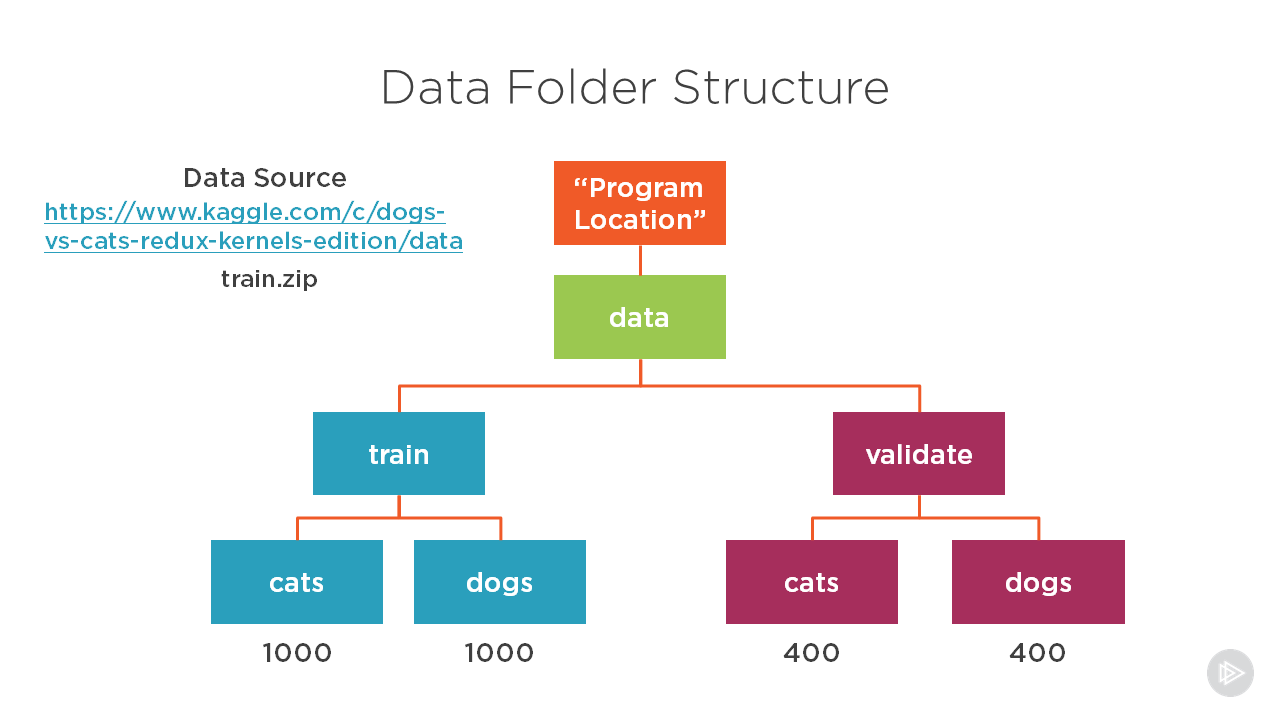 Data Folder Structure
Data Source
https://www.kaggle.com/c/dogs-
vs-cats-redux-kernels-edition/data
train.zip
“Program
Location”
data
train
validate
cats
dogs
cats
dogs
1000
1000
400
400